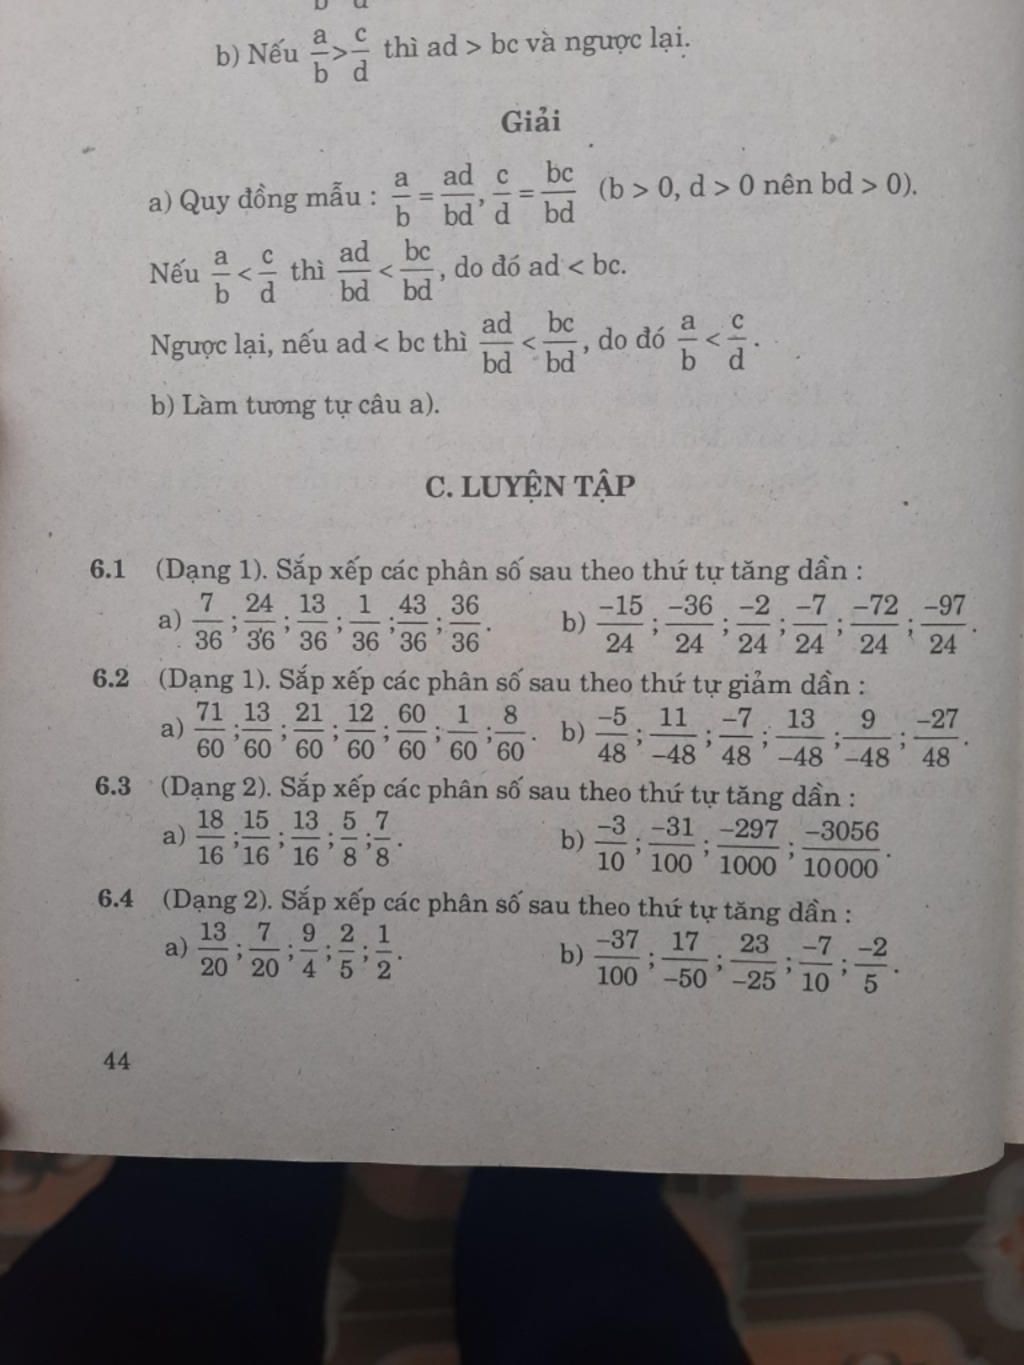 b) Nếu a/b > c/d thì ad > bc và ngược lại.
Giải
a) Quy đồng mẫu : a/b = ad/bd, c/d = bc/bd (b > 0, d > 0 nên bd > 0).
Nếu a/b < c/d thì ad/bd < bc/bd, do đó ad < bc.
Ngược lại, nếu ad < bc thì ad/bd < bc/bd, do đó a/b < c/d.
b) Làm tương tự câu a).
C. LUYỆN TẬP
6.1 (Dạng 1). Sắp xếp các phân số sau theo thứ tự tăng dần :
a) 7/36 ; 24/36 ; 13/36 ; 1/36 ; 43/36 ; 36/36. b) –15/24 ; –36/24 ; –2/24 ; –7/24 ; –72/24 ; –97/24.
6.2 (Dạng 1). Sắp xếp các phân số sau theo thứ tự giảm dần :
a) 71/60 ; 13/60 ; 21/60 ; 12/60 ; 60/60 ; 1/60 ; 8/60. b) –5/48 ; 11/–48 ; –7/48 ; 13/–48 ; 9/–48 ; –27/48.
6.3 (Dạng 2). Sắp xếp các phân số sau theo thứ tự tăng dần :
a) 18/16 ; 15/16 ; 13/16 ; 5/8 ; 7/8. b) –3/10 ; –31/100 ; –297/1000 ; –3056/10000.
6.4 (Dạng 2). Sắp xếp các phân số sau theo thứ tự tăng dần :
a) 13/20 ; 7/20 ; 9/4 ; 2/5 ; 1/2. b) –37/100 ; 17/–50 ; 23/–25 ; –7/10 ; –2/5.
44